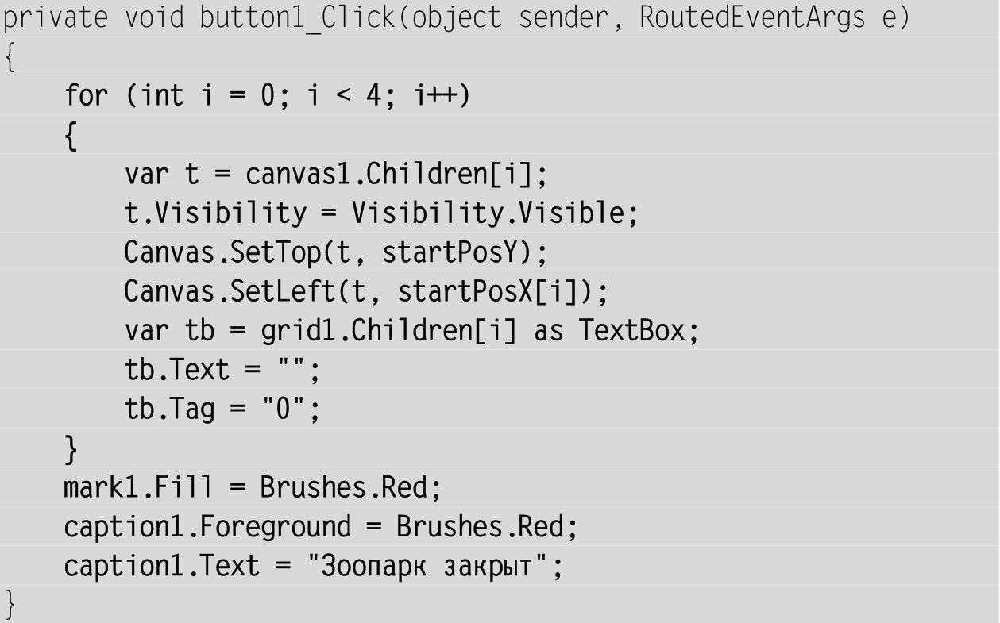 private void button1_Click(object sender, RoutedEventArgs e)
{
    for (int i = 0; i < 4; i++)
    {
        var t = canvas1.Children[i];
        t.Visibility = Visibility.Visible;
        Canvas.SetTop(t, startPosY);
        Canvas.SetLeft(t, startPosX[i]);
        var tb = grid1.Children[i] as TextBox;
        tb.Text = "";
        tb.Tag = "0";
    }
    mark1.Fill = Brushes.Red;
    caption1.Foreground = Brushes.Red;
    caption1.Text = "Зоопарк закрыт";
}